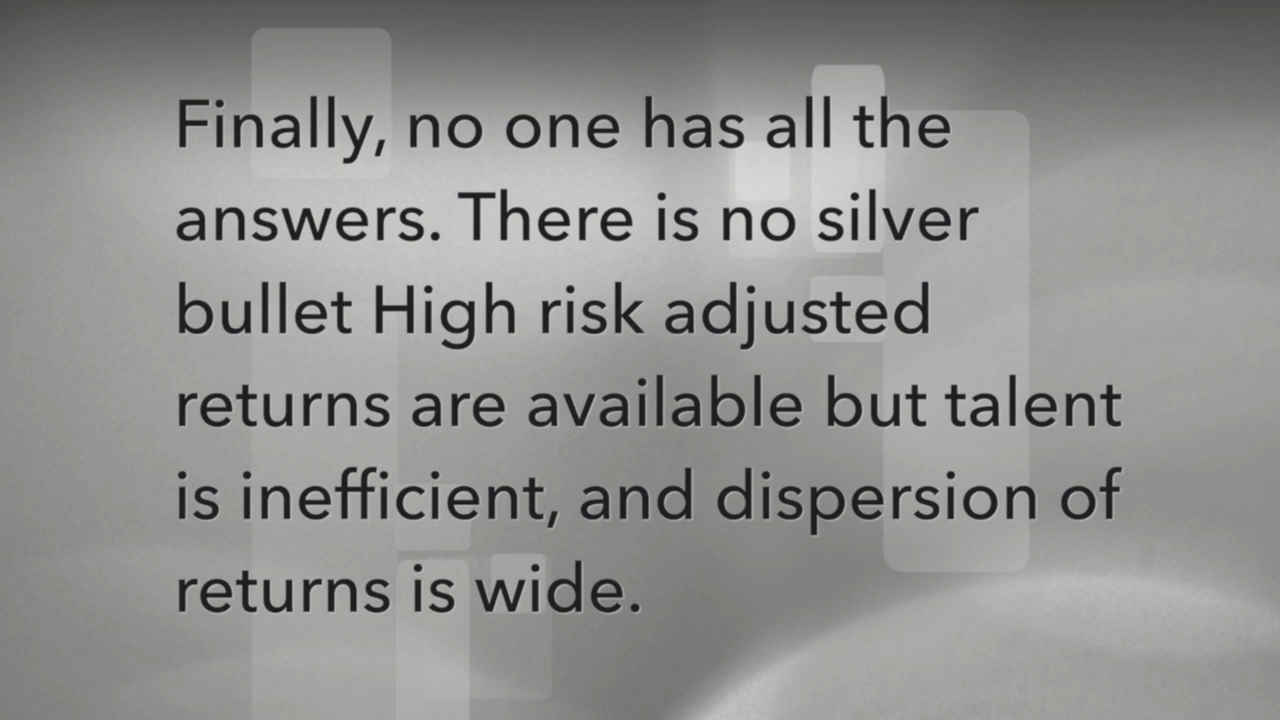 Finally, no one has all the
answers. There is no silver
bullet High risk adjusted
returns are available but talent
is inefficient, and dispersion of
returns is wide.